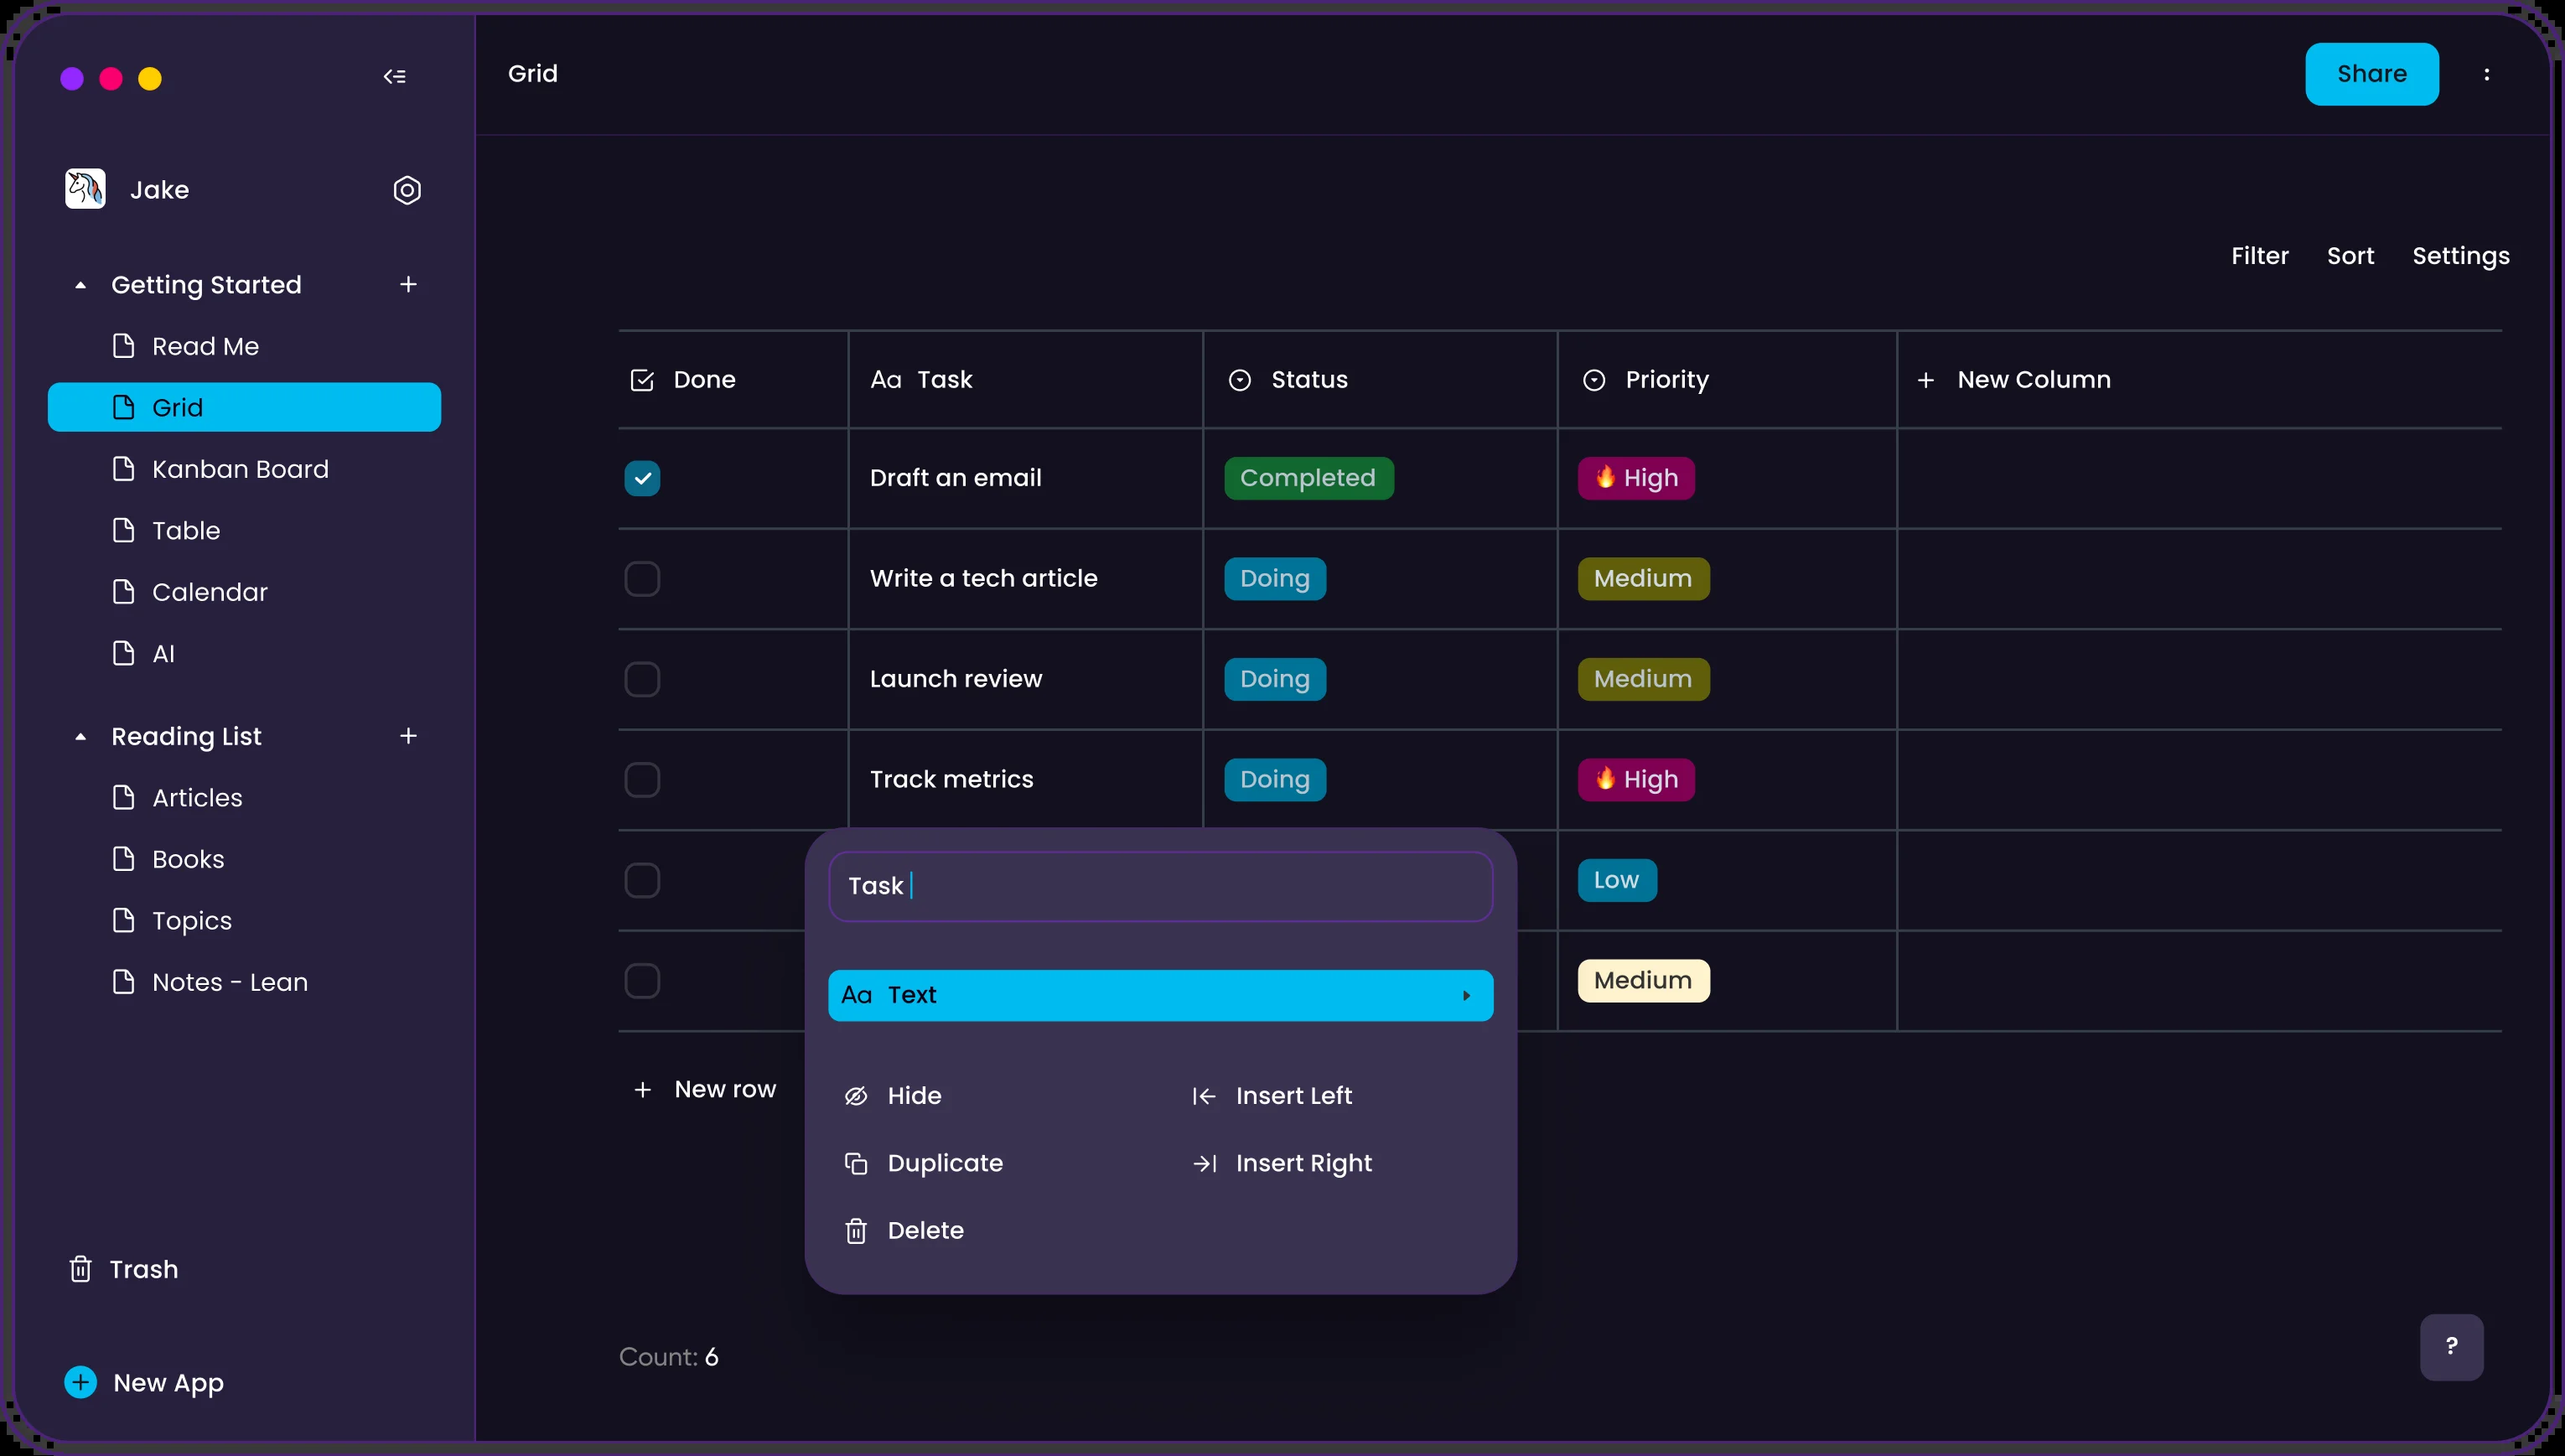 Grid
Share
Jake
Getting Started
Read Me
Grid
Kanban Board
Table
Calendar
AI
Reading List
Articles
Books
Topics
Notes - Lean
Trash
New App
Filter Sort Settings
Done Aa Task Status Priority New Column
Draft an email Completed 🔥 High
Write a tech article Doing Medium
Launch review Doing Medium
Track metrics Doing 🔥 High
Low
Medium
New row
Task
Aa Text
Hide Insert Left
Duplicate Insert Right
Delete
Count: 6
?